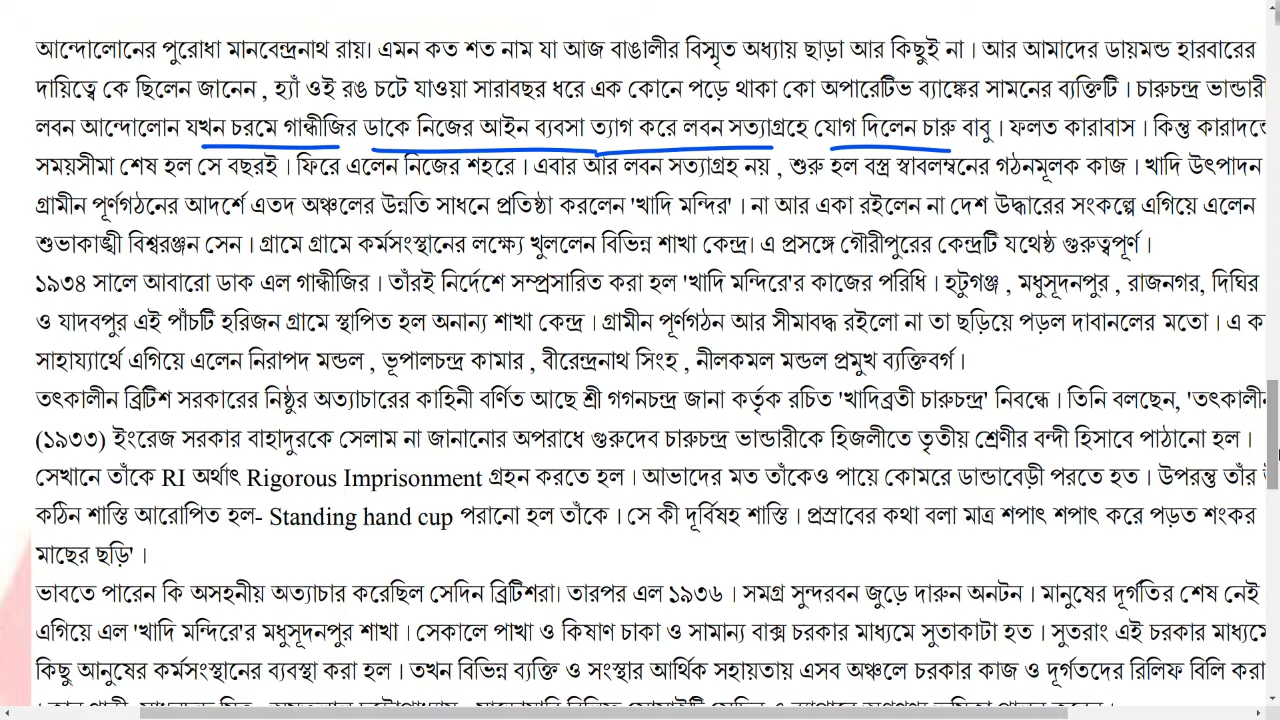 আন্দোলোনের পুরোধা মানবেন্দ্রনাথ রায়। এমন কত শত নাম যা আজ বাঙালীর বিস্মৃত অধ্যায় ছাড়া আর কিছুই না। আর আমাদের ডায়মন্ড হারবারের
দায়িত্বে কে ছিলেন জানেন , হ্যাঁ ওই রঙ চটে যাওয়া সারাবছর ধরে এক কোনে পড়ে থাকা কো অপারেটিভ ব্যাঙ্কের সামনের ব্যক্তিটি। চারুচন্দ্র ভান্ডারী
লবন আন্দোলোন যখন চরমে গান্ধীজির ডাকে নিজের আইন ব্যবসা ত্যাগ করে লবন সত্যাগ্রহে যোগ দিলেন চারু বাবু। ফলত কারাবাস। কিন্তু
সময়সীমা শেষ হল সে বছরই। ফিরে এলেন নিজের শহরে। এবার আর লবন সত্যাগ্রহ নয় , শুরু হল বস্ত্র স্বাবলম্বনের গঠনমূলক কাজ। খাদি উৎপাদন
গ্রামীন পূর্ণগঠনের আদর্শে এতদ অঞ্চলের উন্নতি সাধনে প্রতিষ্ঠা করলেন 'খাদি মন্দির'। না আর একা রইলেন না দেশ উদ্ধারের সংকল্পে এগিয়ে এলেন
শুভাকাঙ্খী বিশ্বরঞ্জন সেন। গ্রামে গ্রামে কর্মসংস্থানের লক্ষ্যে খুললেন বিভিন্ন শাখা কেন্দ্র। এ প্রসঙ্গে গৌরীপুরের কেন্দ্রটি যথেষ্ঠ গুরুত্বপূর্ণ।
১৯৩৪ সালে আবারো ডাক এল গান্ধীজির। তাঁরই নির্দেশে সম্প্রসারিত করা হল 'খাদি মন্দিরে'র কাজের পরিধি। হটুগঞ্জ , মধুসূদনপুর , রাজনগর, দিঘির
ও যাদবপুর এই পাঁচটি হরিজন গ্রামে স্থাপিত হল অনান্য শাখা কেন্দ্র। গ্রামীন পূর্ণগঠন আর সীমাবদ্ধ রইলো না তা ছড়িয়ে পড়ল দাবানলের মতো। এ
সাহায্যার্থে এগিয়ে এলেন নিরাপদ মন্ডল , ভূপালচন্দ্র কামার , বীরেন্দ্রনাথ সিংহ , নীলকমল মন্ডল প্রমুখ ব্যক্তিবর্গ।
তৎকালীন ব্রিটিশ সরকারের নিষ্ঠুর অত্যাচারের কাহিনী বর্ণিত আছে শ্রী গগনচন্দ্র জানা কর্তৃক রচিত 'খাদিব্রতী চারুচন্দ্র' নিবন্ধে। তিনি বলছেন, 'তৎকালীন
(১৯৩৩) ইংরেজ সরকার বাহাদুরকে সেলাম না জানানোর অপরাধে গুরুদেব চারুচন্দ্র ভান্ডারীকে হিজলীতে তৃতীয় শ্রেণীর বন্দী হিসাবে পাঠানো হল।
সেখানে তাঁকে RI অর্থাৎ Rigorous Imprisonment গ্রহন করতে হল। আভাদের মত তাঁকেও পায়ে কোমরে ডান্ডাবেড়ী পরতে হত। উপরন্তু তাঁর
কঠিন শাস্তি আরোপিত হল- Standing hand cup পরানো হল তাঁকে। সে কী দূর্বিষহ শাস্তি। প্রস্রাবের কথা বলা মাত্র শপাৎ শপাৎ করে পড়ত শংকর
মাছের ছড়ি'।
ভাবতে পারেন কি অসহনীয় অত্যাচার করেছিল সেদিন ব্রিটিশরা। তারপর এল ১৯৩৬। সমগ্র সুন্দরবন জুড়ে দারুন অনটন। মানুষের দূর্গতির শেষ নেই
এগিয়ে এল 'খাদি মন্দিরে'র মধুসূদনপুর শাখা। সেকালে পাখা ও কিষাণ চাকা ও সামান্য বাক্স চরকার মাধ্যমে সুতাকাটা হত। সুতরাং এই চরকার মাধ্যমে
কিছু আনুষের কর্মসংস্থানের ব্যবস্থা করা হল। তখন বিভিন্ন ব্যক্তি ও সংস্থার আর্থিক সহায়তায় এসব অঞ্চলে চরকার কাজ ও দূর্গতদের রিলিফ বিলি করা